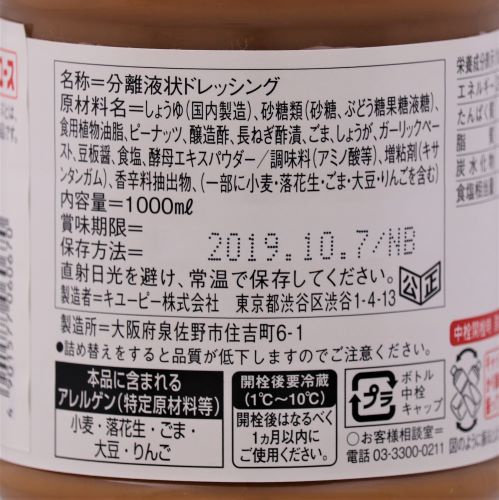 名称=分離液状ドレッシング
原材料名=しょうゆ(国内製造)、砂糖類(砂糖、ぶどう糖果糖液糖)、
食用植物油脂、ピーナッツ、醸造酢、長ねぎ酢漬、ごま、しょうが、ガーリックペー
スト、豆板醤、食塩、酵母エキスパウダー/調味料(アミノ酸等)、増粘剤(キサ
ンタンガム)、香辛料抽出物、(一部に小麦・落花生・ごま・大豆・りんごを含む)
内容量=1000mℓ
賞味期限=
保存方法=
2019.10.7/NB
直射日光を避け、常温で保存してください。
公正
製造者=キユーピー株式会社 東京都渋谷区渋谷1-4-13
製造所=大阪府泉佐野市住吉町6-1
●詰め替えをすると品質が低下しますのでご注意ください。
本品に含まれる
アレルゲン(特定原材料等)
小麦・落花生・ごま・
大豆・りんご
開栓後要冷蔵
(1℃~10℃)
開栓後はなるべく
1ヵ月以内に
ご使用ください。
プラ
ボトル
中栓
キャップ
○お客様相談室=
電話 03-3300-0211
栄養成分表示
エネルギー
たんぱく質
脂
炭水化
食塩相当量
中栓開栓時